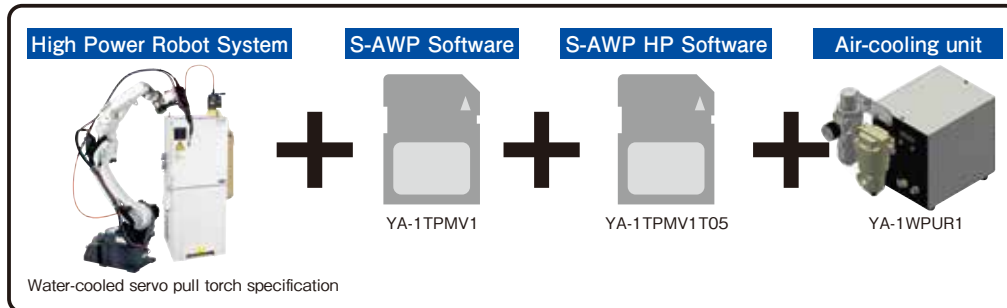 High Power Robot System
S-AWP Software
S-AWP HP Software
Air-cooling unit
YA-1TPMV1
YA-1TPMV1T05
YA-1WPUR1
Water-cooled servo pull torch specification